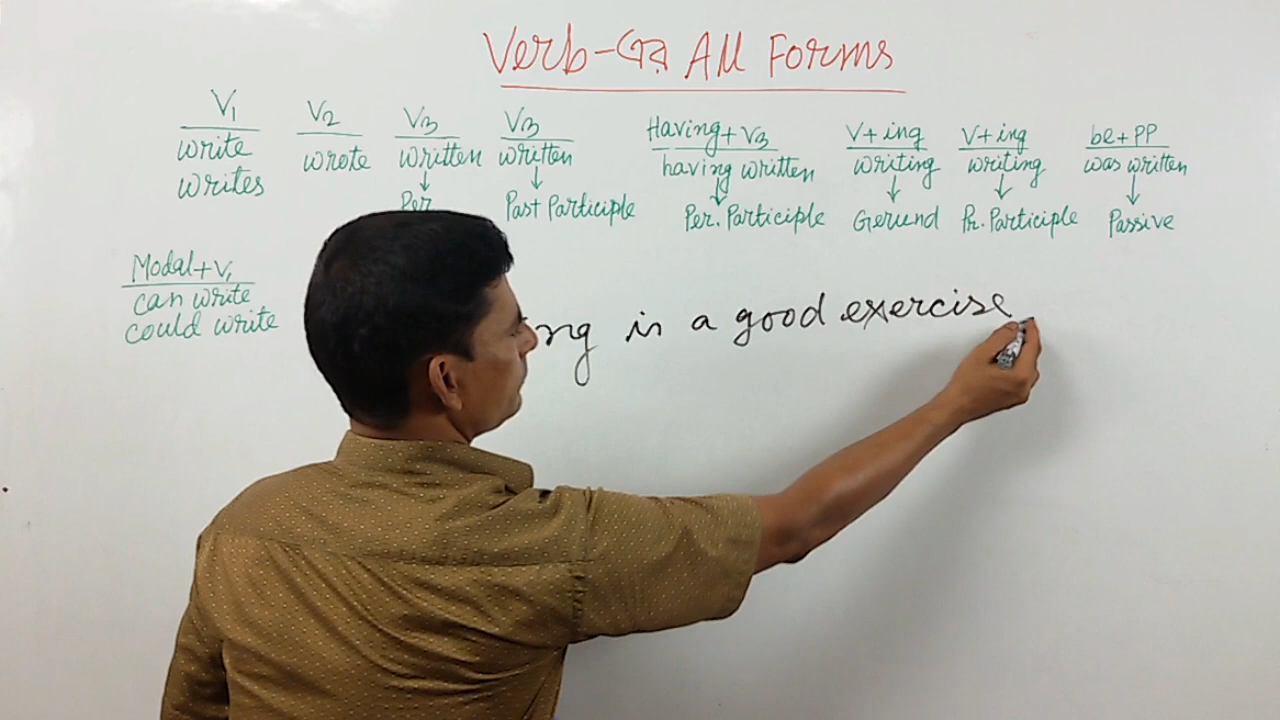 Verb-এর All Forms
V1 V2 V3 V3 Having + V3 V + ing V + ing be + PP
write wrote written written having written writing writing was written
writes
Per Past Participle Per. Participle Gerund Pr. Participle Passive
Modal + V1
can write
could write
is a good exercise